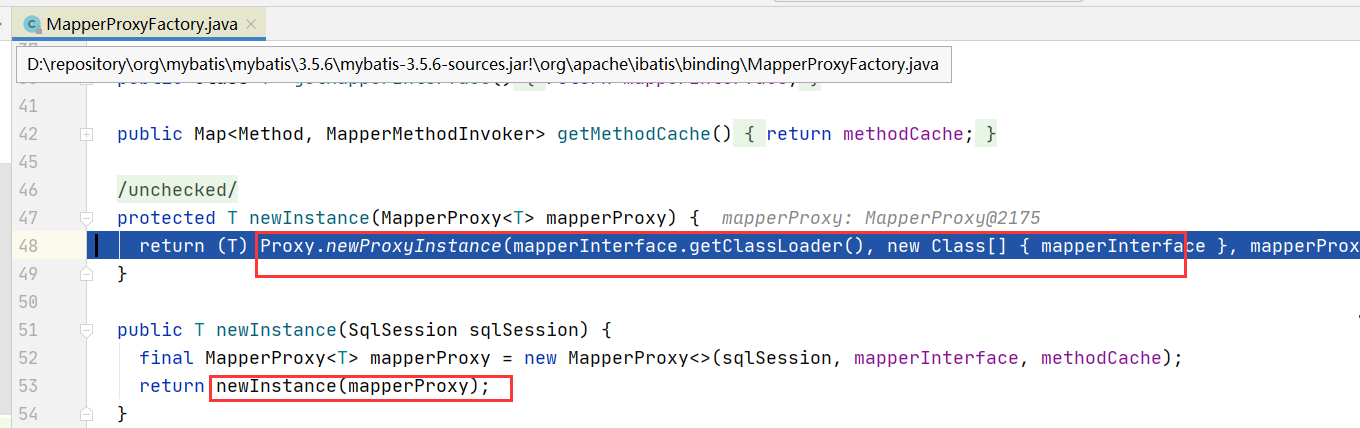 MapperProxyFactory.java
D:\repository\org\mybatis\mybatis\3.5.6\mybatis-3.5.6-sources.jar!\org\apache\ibatis\binding\MapperProxyFactory.java
41
42 public Map<Method, MapperMethodInvoker> getMethodCache() { return methodCache; }
45
46 /unchecked/
47 protected T newInstance(MapperProxy<T> mapperProxy) { mapperProxy: MapperProxy@2175
48 return (T) Proxy.newProxyInstance(mapperInterface.getClassLoader(), new Class[] { mapperInterface }, mapperProx
49 }
50
51 public T newInstance(SqlSession sqlSession) {
52 final MapperProxy<T> mapperProxy = new MapperProxy<>(sqlSession, mapperInterface, methodCache);
53 return newInstance(mapperProxy);
54 }